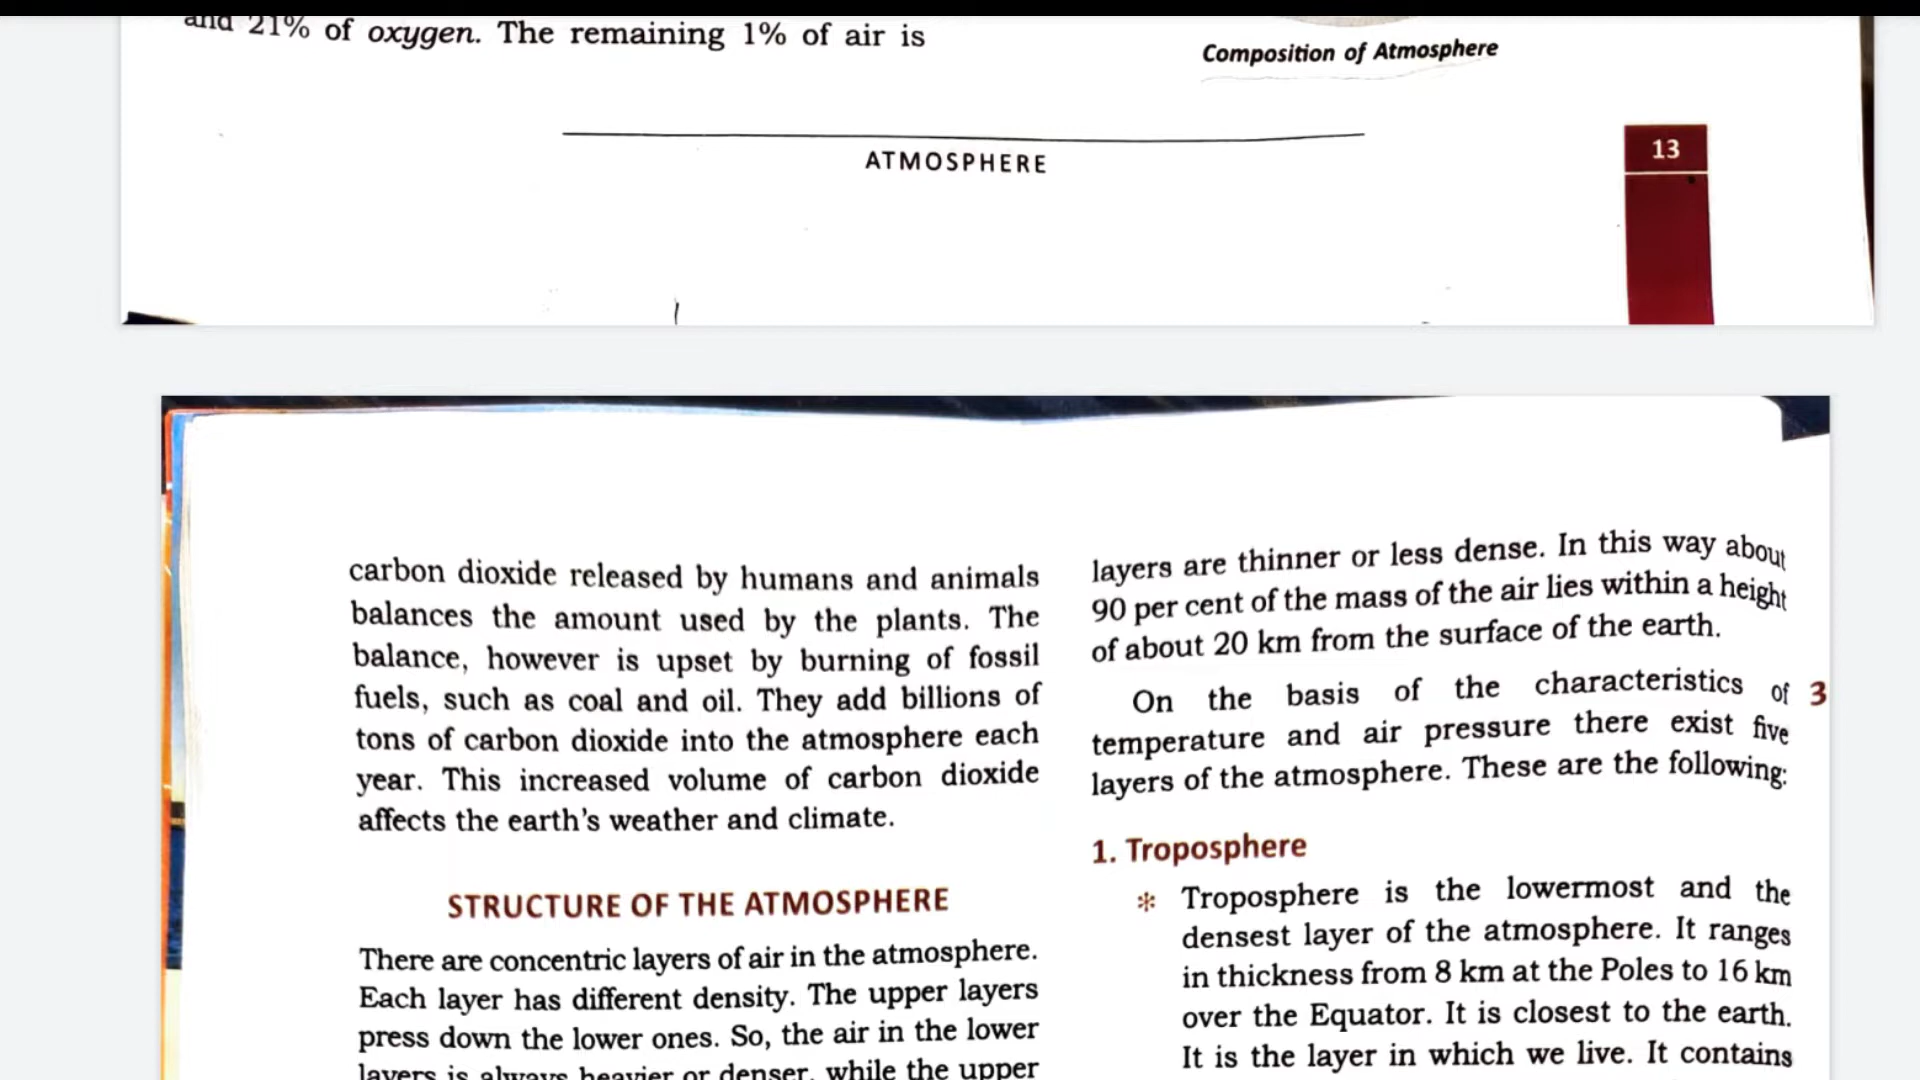 and 21% of oxygen. The remaining 1% of air is
Composition of Atmosphere
ATMOSPHERE
13
carbon dioxide released by humans and animals
balances the amount used by the plants. The
balance, however is upset by burning of fossil
fuels, such as coal and oil. They add billions of
tons of carbon dioxide into the atmosphere each
year. This increased volume of carbon dioxide
affects the earth's weather and climate.
STRUCTURE OF THE ATMOSPHERE
There are concentric layers of air in the atmosphere.
Each layer has different density. The upper layers
press down the lower ones. So, the air in the lower
layers is always heavier or denser, while the upper
layers are thinner or less dense. In this way about
90 per cent of the mass of the air lies within a height
of about 20 km from the surface of the earth.
On the basis of the characteristics of 3
temperature and air pressure there exist five
layers of the atmosphere. These are the following:
1. Troposphere
* Troposphere is the lowermost and the
densest layer of the atmosphere. It ranges
in thickness from 8 km at the Poles to 16 km
over the Equator. It is closest to the earth.
It is the layer in which we live. It contains